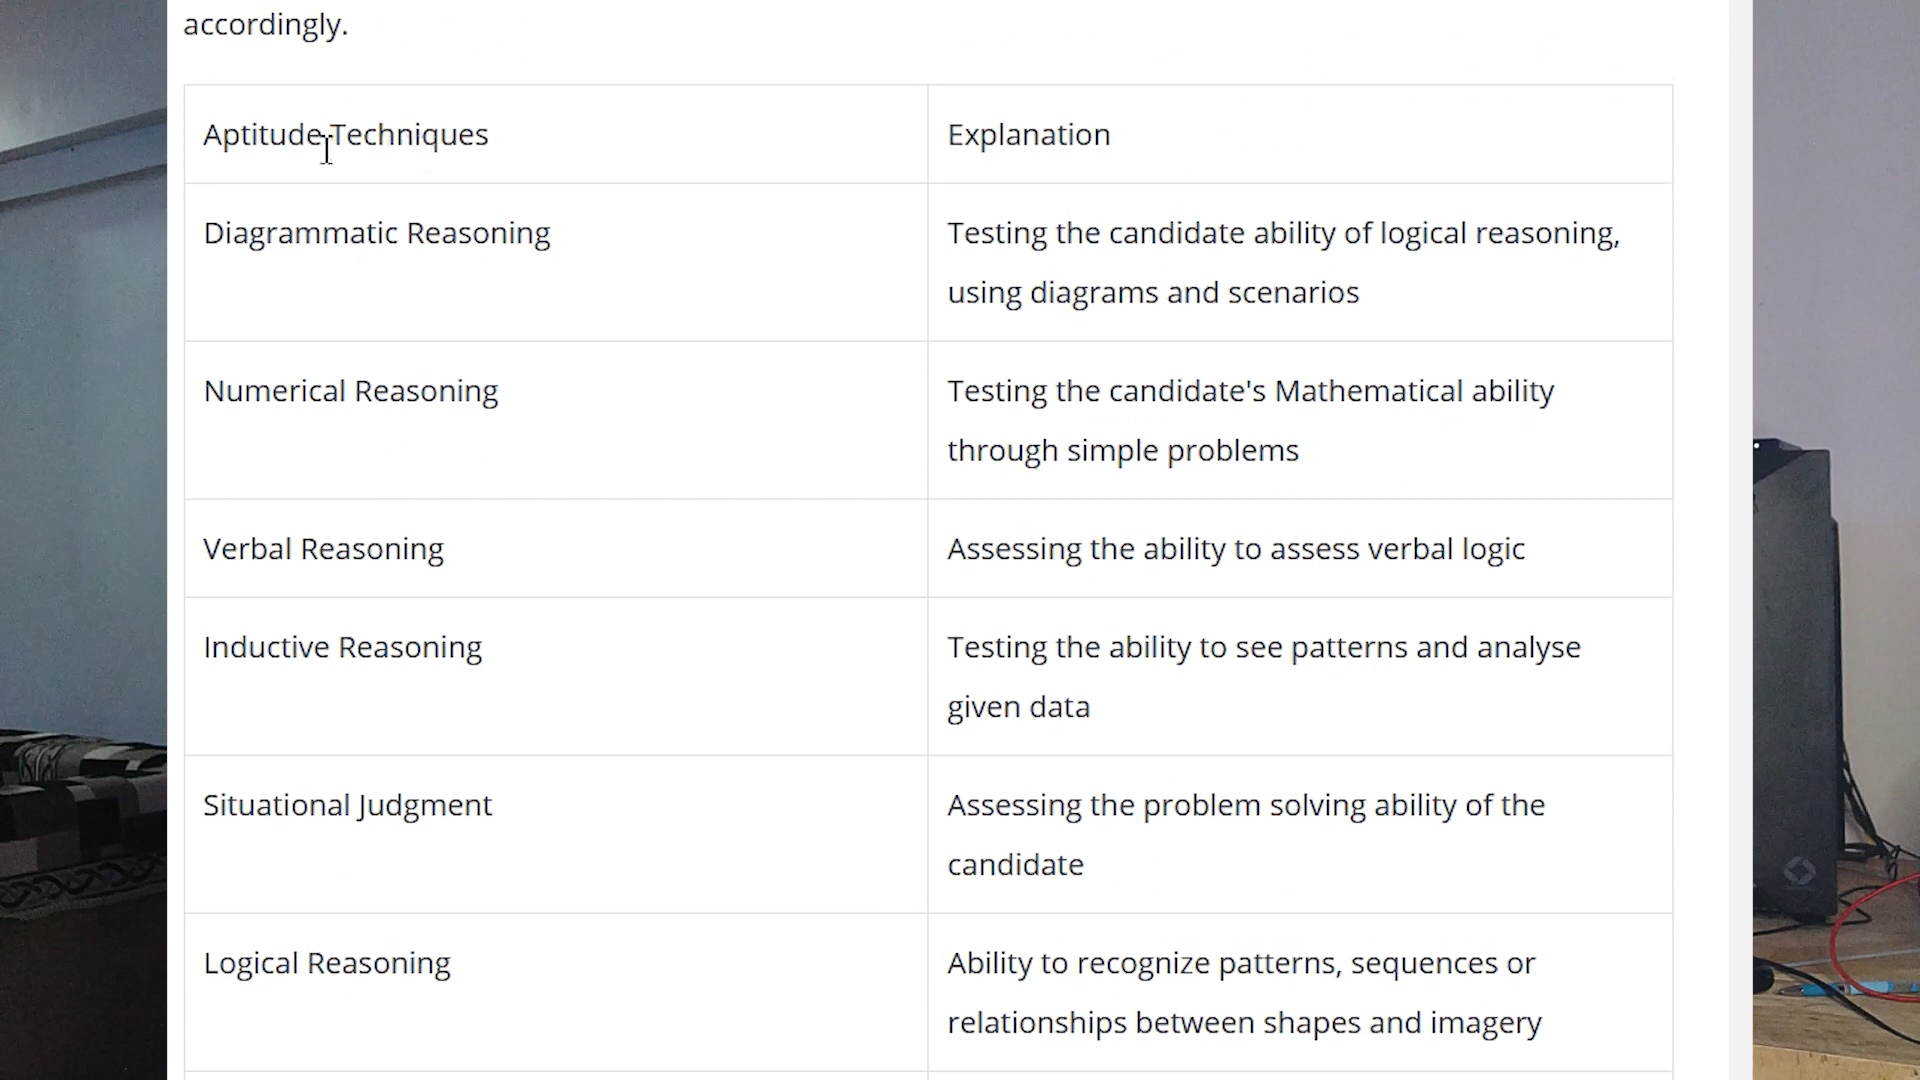 accordingly.
Aptitude Techniques
Explanation
Diagrammatic Reasoning
Testing the candidate ability of logical reasoning,
using diagrams and scenarios
Numerical Reasoning
Testing the candidate's Mathematical ability
through simple problems
Verbal Reasoning
Assessing the ability to assess verbal logic
Inductive Reasoning
Testing the ability to see patterns and analyse
given data
Situational Judgment
Assessing the problem solving ability of the
candidate
Logical Reasoning
Ability to recognize patterns, sequences or
relationships between shapes and imagery